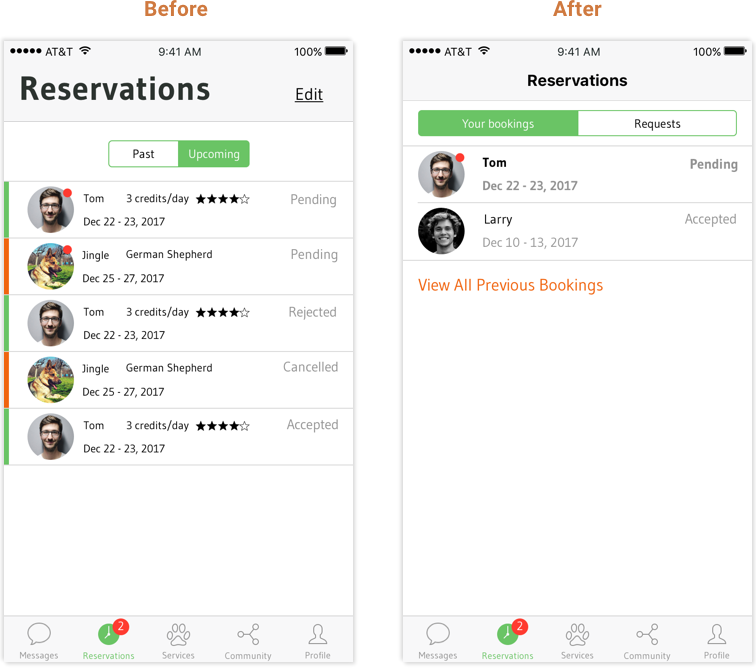 Before
AT&T 9:41 AM 100%
Reservations
Edit
Past Upcoming
Tom 3 credits/day ★★★★☆ Pending
Dec 22 - 23, 2017
Jingle German Shepherd Pending
Dec 25 - 27, 2017
Tom 3 credits/day ★★★★☆ Rejected
Dec 22 - 23, 2017
Jingle German Shepherd Cancelled
Dec 25 - 27, 2017
Tom 3 credits/day ★★★★☆ Accepted
Dec 22 - 23, 2017
2
Messages Reservations Services Community Profile
After
AT&T 9:41 AM 100%
Reservations
Your bookings Requests
Tom Pending
Dec 22 - 23, 2017
Larry Accepted
Dec 10 - 13, 2017
View All Previous Bookings
2
Messages Reservations Services Community Profile